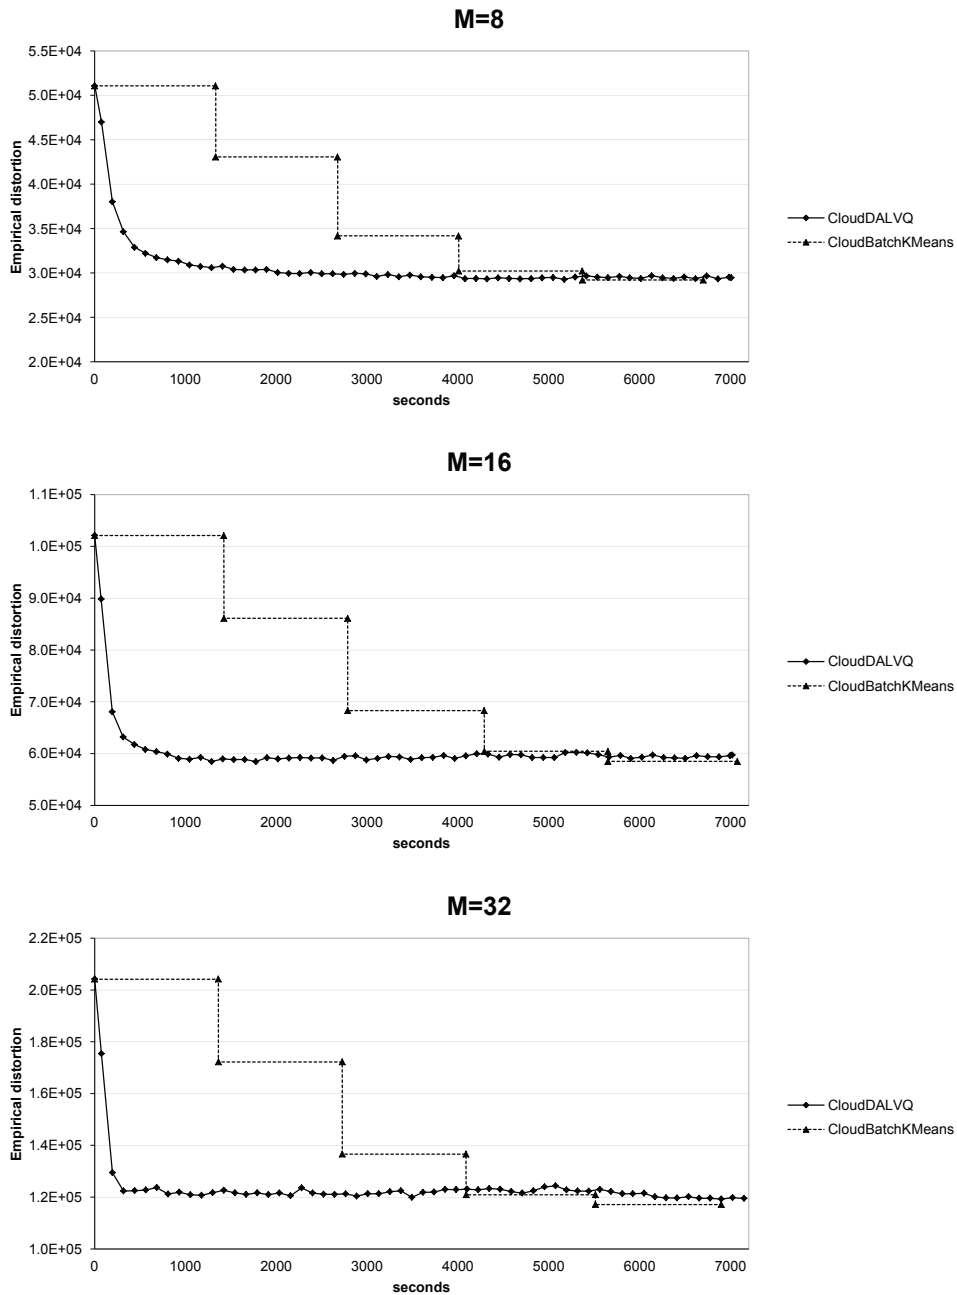 M=8
5.5E+04
5.0E+04
4.5E+04
4.0E+04
3.5E+04
3.0E+04
2.5E+04
2.0E+04
Empirical distortion
0 1000 2000 3000 4000 5000 6000 7000
seconds
CloudDALVQ
CloudBatchKMeans
M=16
1.1E+05
1.0E+05
9.0E+04
8.0E+04
7.0E+04
6.0E+04
5.0E+04
Empirical distortion
0 1000 2000 3000 4000 5000 6000 7000
seconds
CloudDALVQ
CloudBatchKMeans
M=32
2.2E+05
2.0E+05
1.8E+05
1.6E+05
1.4E+05
1.2E+05
1.0E+05
Empirical distortion
0 1000 2000 3000 4000 5000 6000 7000
seconds
CloudDALVQ
CloudBatchKMeans